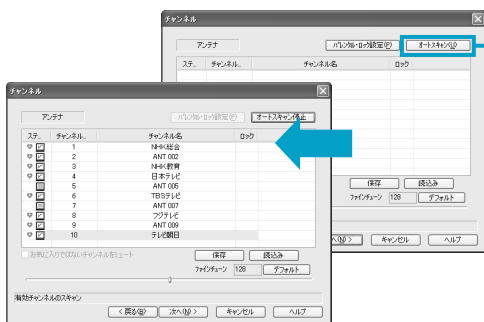 チャンネル
アンテナ
パレンタル・ロック設定(P)
オートスキャン(U)
ステ..
チャンネル..
チャンネル名
ロック
保存
読込み
ファインチューン
128
デフォルト
(N) >
キャンセル
ヘルプ
チャンネル
アンテナ
パレンタル・ロック設定(P)
オートスキャン停止
ステ.. チャンネル.. チャンネル名 ロック
1 NHK総合
2 ANT 002
3 NHK教育
4 日本テレビ
5 ANT 005
6 TBSテレビ
7 ANT 007
8 フジテレビ
9 ANT 009
10 テレビ朝日
お気に入りではないチャンネルをミュート
保存
読込み
ファインチューン 128 デフォルト
有効チャンネルのスキャン
< 戻る(B)
次へ(N) >
キャンセル
ヘルプ